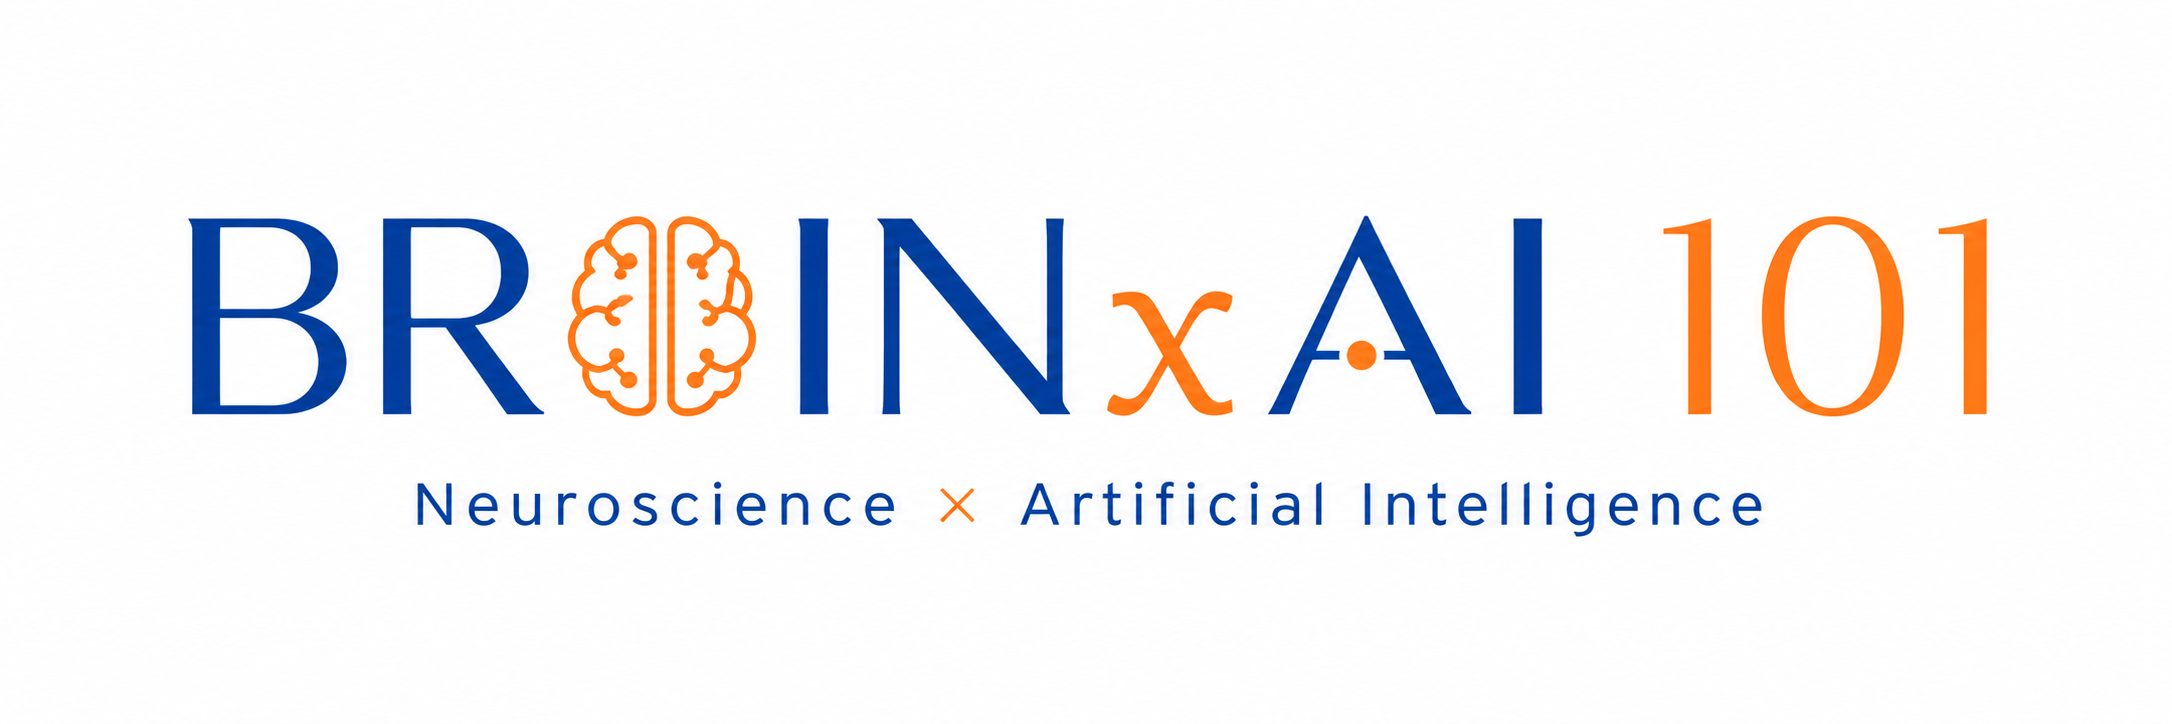 BRAINxAI 101
Neuroscience × Artificial Intelligence